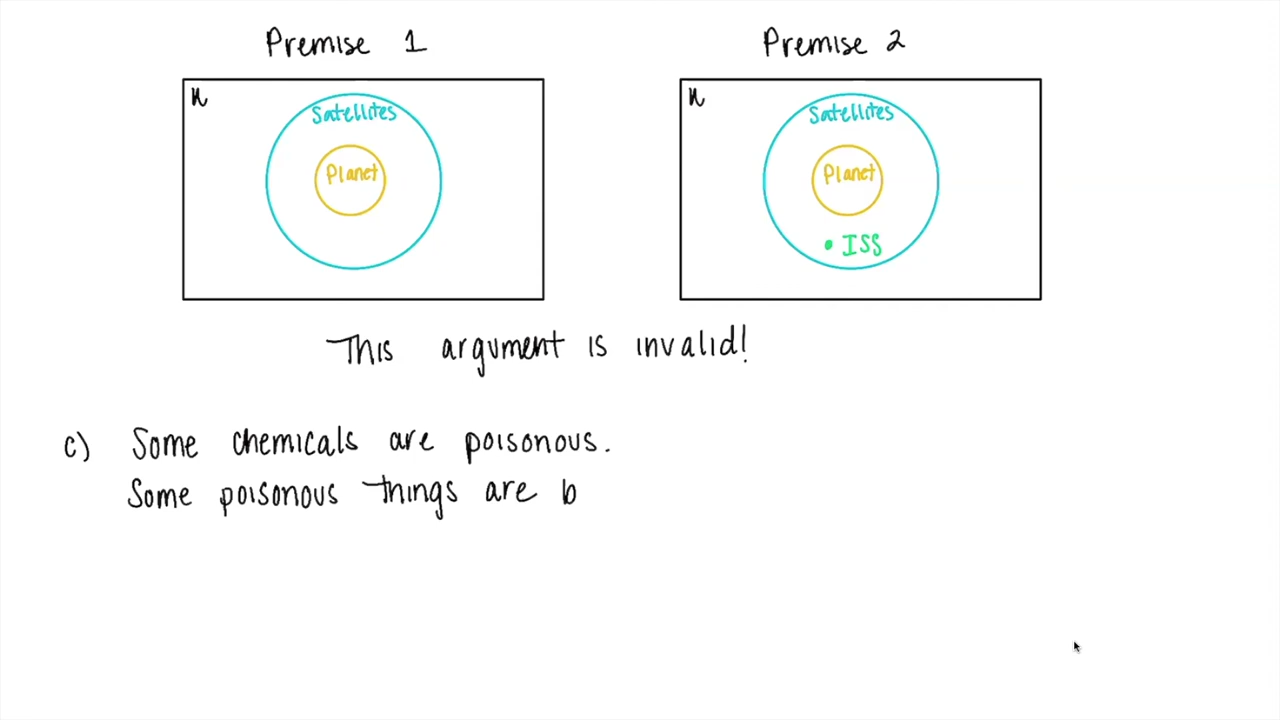 Premise 1
Premise 2
U
Satellites
Planet
U
Satellites
Planet
• ISS
This argument is invalid!
c) Some chemicals are poisonous.
Some poisonous things are b